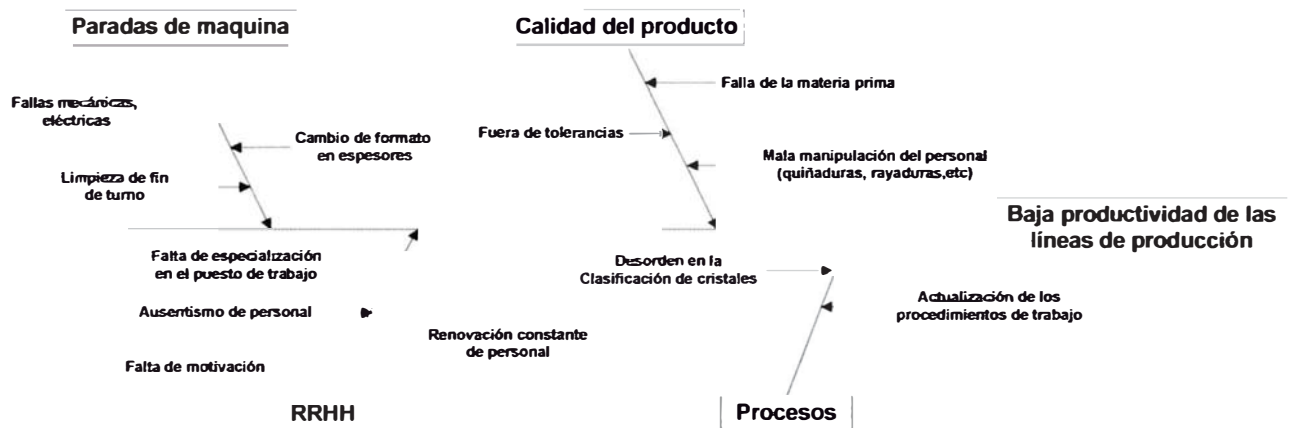 Paradas de maquina
Calidad del producto
Falla de la materia prima
Fallas mecánicas,
eléctricas
Cambio de formato
en espesores
Fuera de tolerancias
Mala manipulación del personal
(quiñaduras, rayaduras,etc)
Limpieza de fin
de turno
Baja productividad de las
líneas de producción
Falta de especialización
en el puesto de trabajo
Desorden en la
Clasificación de cristales
Ausentismo de personal
Actualización de los
procedimientos de trabajo
Renovación constante
de personal
Falta de motivación
RRHH
Procesos